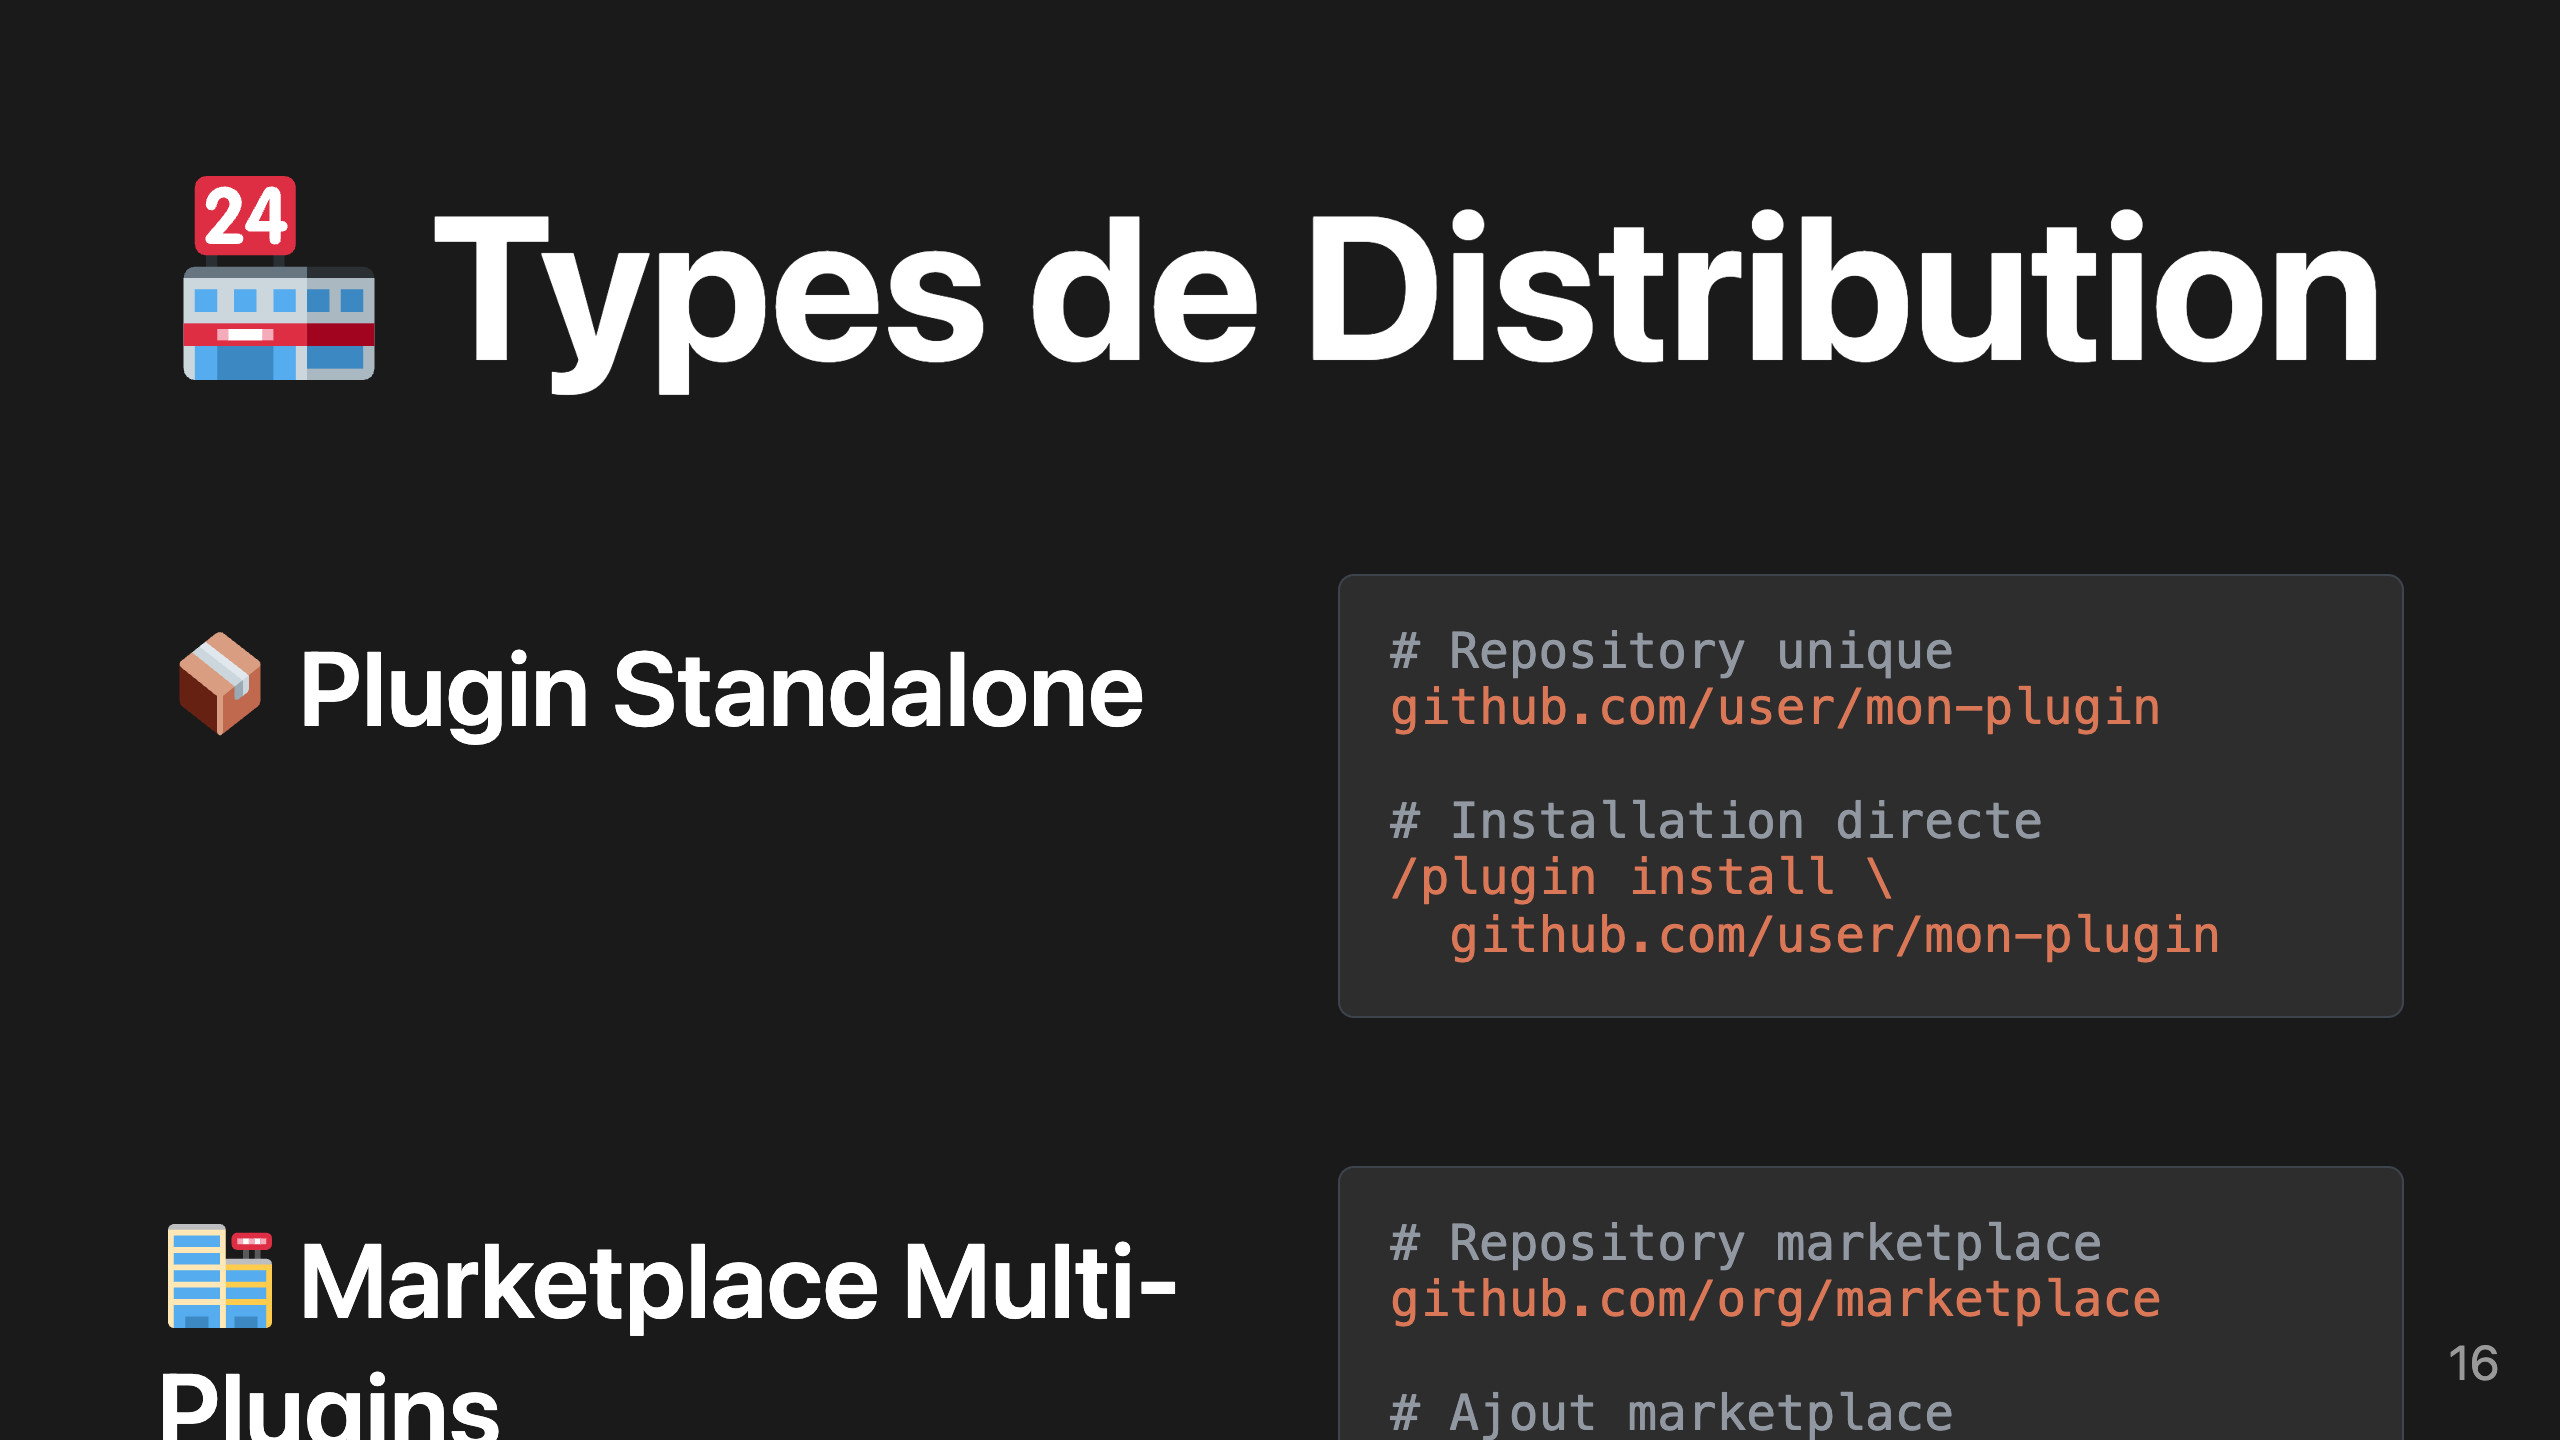 24
Types de Distribution
Plugin Standalone
# Repository unique
github.com/user/mon-plugin
# Installation directe
/plugin install \
github.com/user/mon-plugin
Marketplace Multi-
Plugins
# Repository marketplace
github.com/org/marketplace
# Ajout marketplace
16